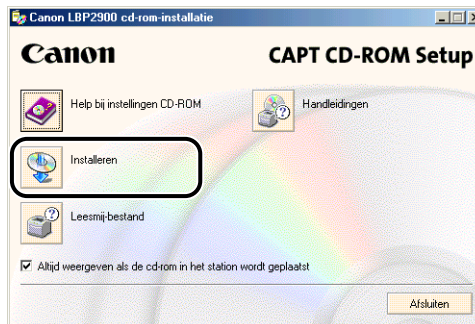 Canon LBP2900 cd-rom-installatie
Canon
CAPT CD-ROM Setup
Help bij instellingen CD-ROM
Handleidingen
Installeren
Leesmij-bestand
Altijd weergeven als de cd-rom in het station wordt geplaatst
Afsluiten